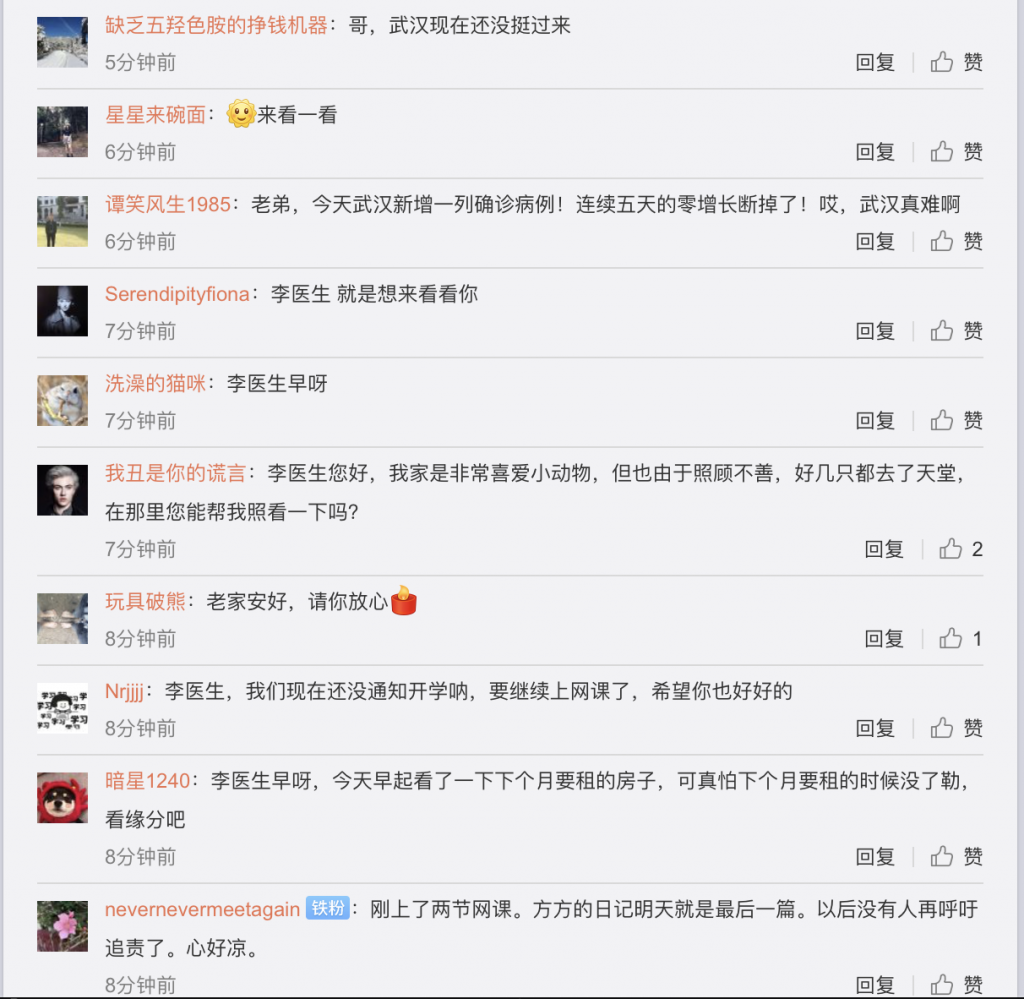 缺乏五羟色胺的挣钱机器：哥，武汉现在还没挺过来
5分钟前 回复 赞
星星来碗面：来看一看
6分钟前 回复 赞
谭笑风生1985：老弟，今天武汉新增一列确诊病例！连续五天的零增长断掉了！哎，武汉真难啊
6分钟前 回复 赞
Serendipityfiona：李医生 就是想来看看你
7分钟前 回复 赞
洗澡的猫咪：李医生早呀
7分钟前 回复 赞
我丑是你的谎言：李医生您好，我家是非常喜爱小动物，但也由于照顾不善，好几只都去了天堂，
在那里您能帮我照看一下吗?
7分钟前 回复 2
玩具破熊：老家安好，请你放心
8分钟前 回复 1
Nrjjjj：李医生，我们现在还没通知开学呐，要继续上网课了，希望你也好好的
8分钟前 回复 赞
暗星1240：李医生早呀，今天早起看了一下下个月要租的房子，可真怕下个月要租的时候没了勒，
看缘分吧
8分钟前 回复 赞
nevernevermeetagain 铁粉：刚上了两节网课。方方的日记明天就是最后一篇。以后没有人再呼吁
追责了。心好凉。
8分钟前 回复 赞